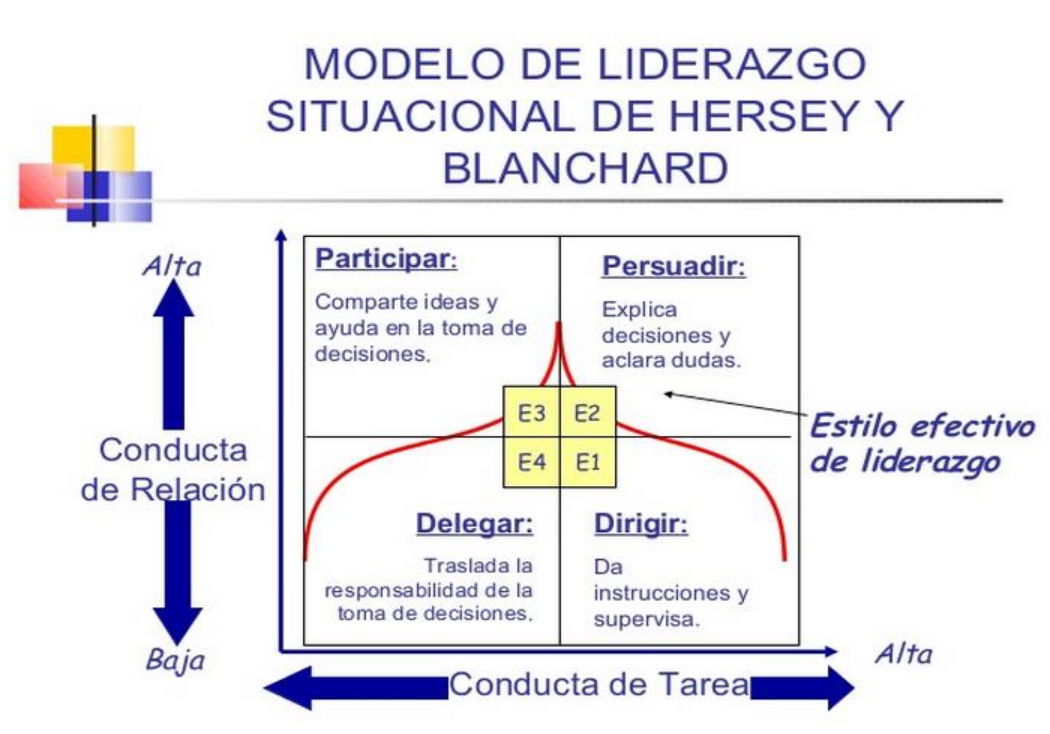 MODELO DE LIDERAZGO
SITUACIONAL DE HERSEY Y
BLANCHARD
Alta
Conducta
de Relación
Baja
Participar:
Comparte ideas y
ayuda en la toma de
decisiones.
Persuadir:
Explica
decisiones y
aclara dudas.
E3
E2
E4
E1
Estilo efectivo
de liderazgo
Delegar:
Traslada la
responsabilidad de la
toma de decisiones.
Dirigir:
Da
instrucciones y
supervisa.
Alta
Conducta de Tarea